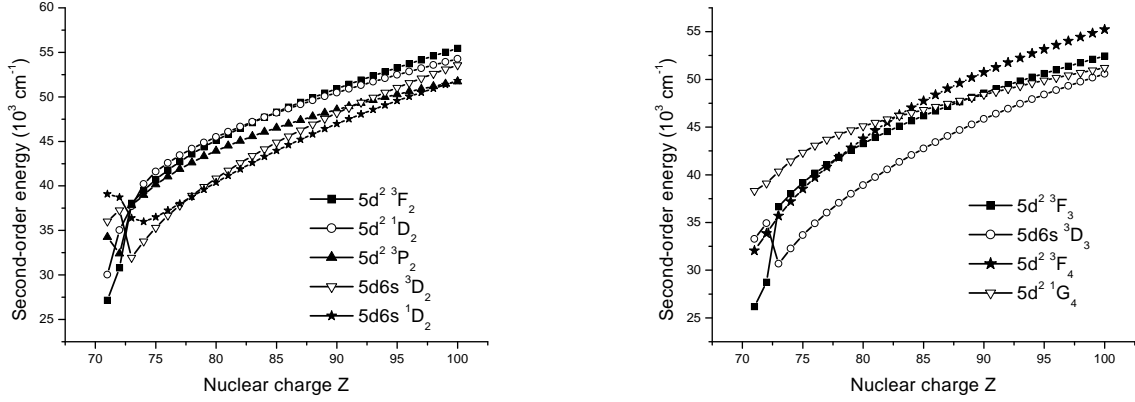 Second-order energy (10³ cm⁻¹)
60
55
50
45
40
35
30
25
5d² ³F₂
5d² ¹D₂
5d² ³P₂
5d6s ³D₂
5d6s ¹D₂
70 75 80 85 90 95 100
Nuclear charge Z
Second-order energy (10³ cm⁻¹)
55
50
45
40
35
30
25
5d² ³F₃
5d6s ³D₃
5d² ³F₄
5d² ¹G₄
70 75 80 85 90 95 100
Nuclear charge Z